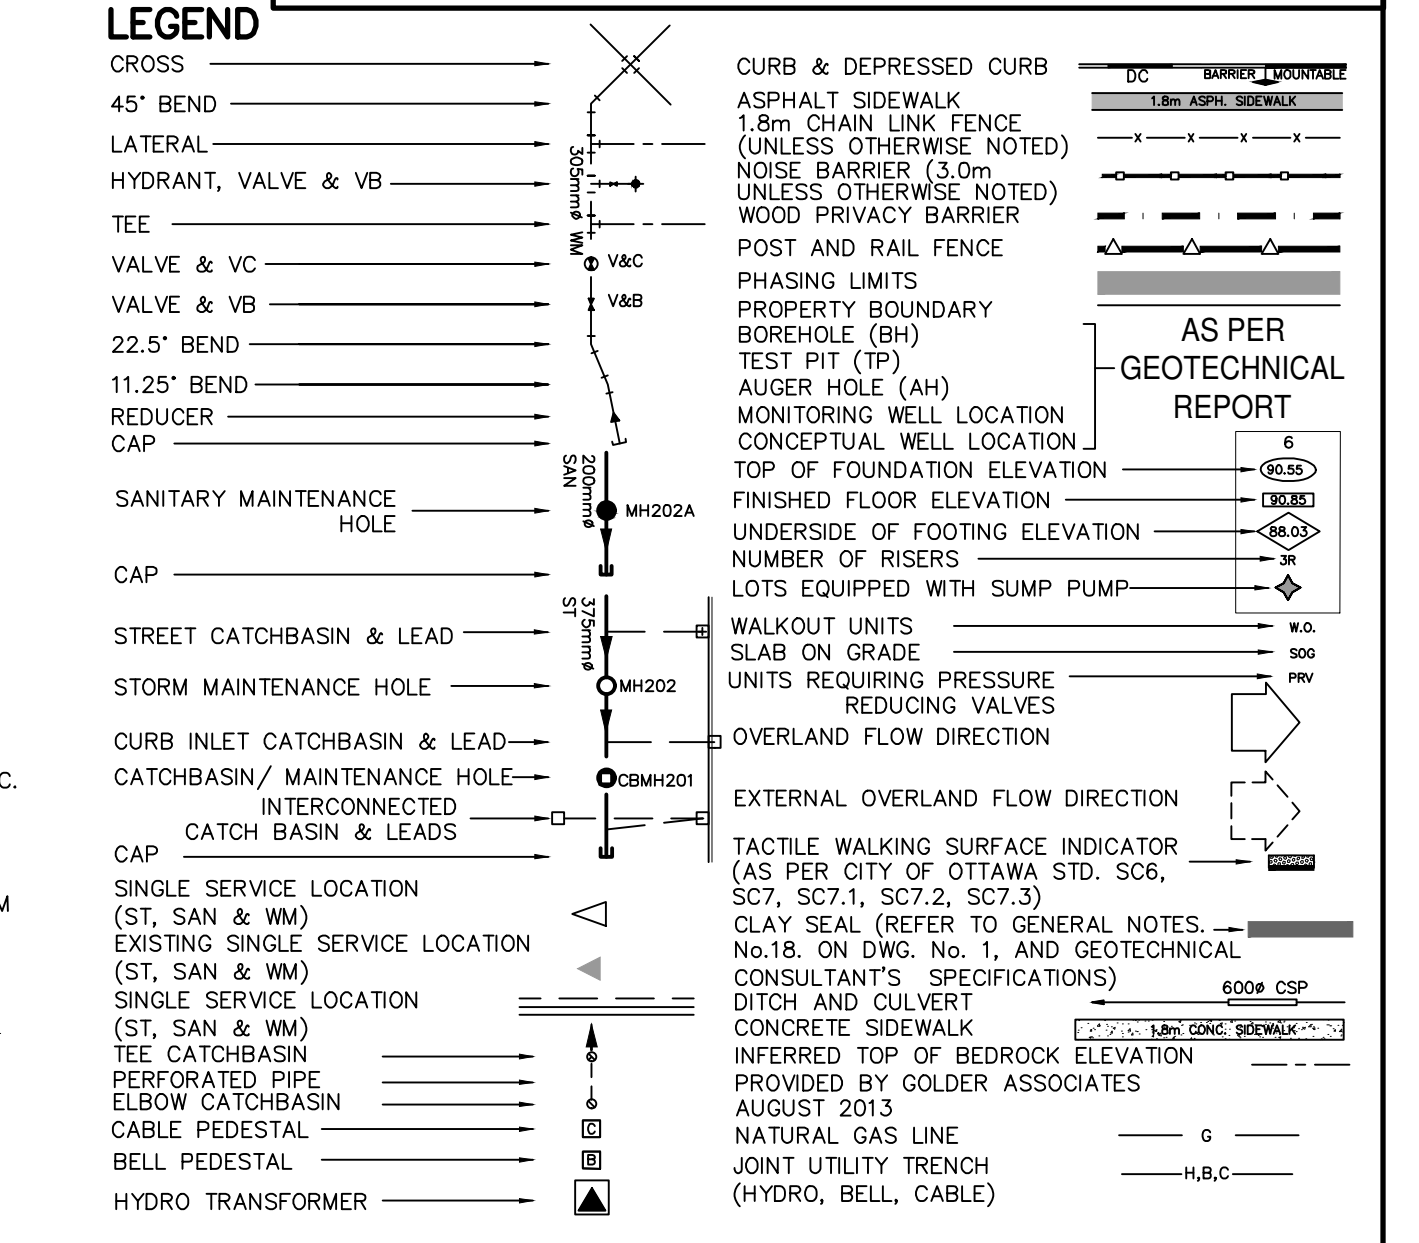 LEGEND
CROSS
45° BEND
LATERAL
HYDRANT, VALVE & VB
TEE
VALVE & VC
VALVE & VB
22.5° BEND
11.25° BEND
REDUCER
CAP
SANITARY MAINTENANCE
HOLE
CAP
STREET CATCHBASIN & LEAD
STORM MAINTENANCE HOLE
CURB INLET CATCHBASIN & LEAD
CATCHBASIN/ MAINTENANCE HOLE
INTERCONNECTED
CATCH BASIN & LEADS
CAP
SINGLE SERVICE LOCATION
(ST, SAN & WM)
EXISTING SINGLE SERVICE LOCATION
(ST, SAN & WM)
SINGLE SERVICE LOCATION
(ST, SAN & WM)
TEE CATCHBASIN
PERFORATED PIPE
ELBOW CATCHBASIN
CABLE PEDESTAL
BELL PEDESTAL
HYDRO TRANSFORMER
305mmø WM
V&C
V&B
200mmø
SAN
MH202A
375mmø
ST
MH202
CBMH201
C
B
C.
M
CURB & DEPRESSED CURB
DC BARRIER MOUNTABLE
ASPHALT SIDEWALK
1.8m ASPH. SIDEWALK
1.8m CHAIN LINK FENCE
(UNLESS OTHERWISE NOTED)
x x x x
NOISE BARRIER (3.0m
UNLESS OTHERWISE NOTED)
WOOD PRIVACY BARRIER
POST AND RAIL FENCE
PHASING LIMITS
PROPERTY BOUNDARY
BOREHOLE (BH)
TEST PIT (TP)
AUGER HOLE (AH)
MONITORING WELL LOCATION
CONCEPTUAL WELL LOCATION
AS PER
GEOTECHNICAL
REPORT
6
TOP OF FOUNDATION ELEVATION
90.55
FINISHED FLOOR ELEVATION
90.85
UNDERSIDE OF FOOTING ELEVATION
88.03
NUMBER OF RISERS
3R
LOTS EQUIPPED WITH SUMP PUMP
WALKOUT UNITS
W.O.
SLAB ON GRADE
SOG
UNITS REQUIRING PRESSURE
REDUCING VALVES
PRV
OVERLAND FLOW DIRECTION
EXTERNAL OVERLAND FLOW DIRECTION
TACTILE WALKING SURFACE INDICATOR
(AS PER CITY OF OTTAWA STD. SC6,
SC7, SC7.1, SC7.2, SC7.3)
CLAY SEAL (REFER TO GENERAL NOTES.
No.18. ON DWG. No. 1, AND GEOTECHNICAL
CONSULTANT'S SPECIFICATIONS)
DITCH AND CULVERT
600ø CSP
CONCRETE SIDEWALK
1.8m CONC. SIDEWALK
INFERRED TOP OF BEDROCK ELEVATION
PROVIDED BY GOLDER ASSOCIATES
AUGUST 2013
NATURAL GAS LINE
G
JOINT UTILITY TRENCH
(HYDRO, BELL, CABLE)
H,B,C